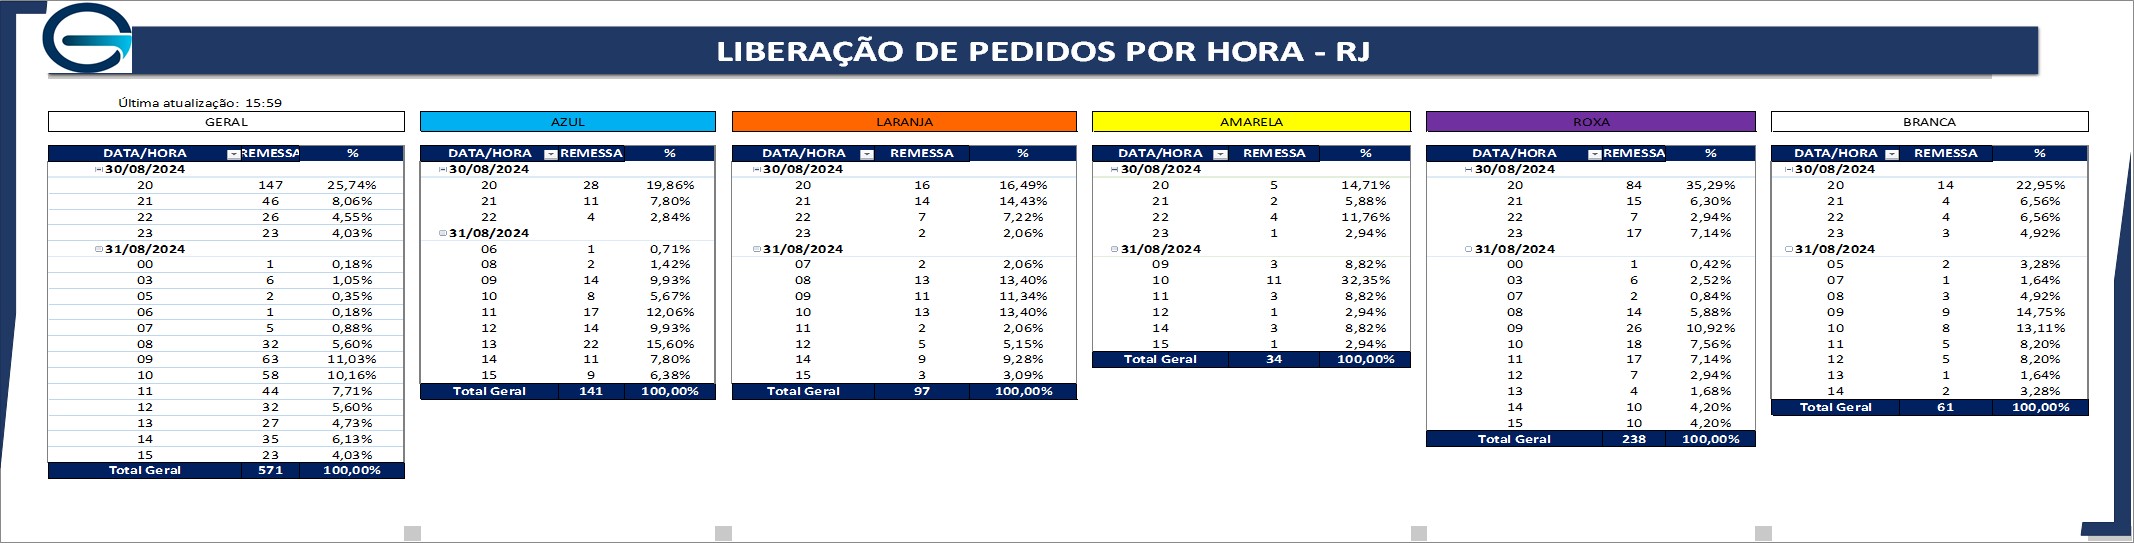 LIBERAÇÃO DE PEDIDOS POR HORA - RJ
Última atualização: 15:59
GERAL
DATA/HORA REMESSA %
30/08/2024
20 147 25,74%
21 46 8,06%
22 26 4,55%
23 23 4,03%
31/08/2024
00 1 0,18%
03 6 1,05%
05 2 0,35%
06 1 0,18%
07 5 0,88%
08 32 5,60%
09 63 11,03%
10 58 10,16%
11 44 7,71%
12 32 5,60%
13 27 4,73%
14 35 6,13%
15 23 4,03%
Total Geral 571 100,00%
AZUL
DATA/HORA REMESSA %
30/08/2024
20 28 19,86%
21 11 7,80%
22 4 2,84%
31/08/2024
06 1 0,71%
08 2 1,42%
09 14 9,93%
10 8 5,67%
11 17 12,06%
12 14 9,93%
13 22 15,60%
14 11 7,80%
15 9 6,38%
Total Geral 141 100,00%
LARANJA
DATA/HORA REMESSA %
30/08/2024
20 16 16,49%
21 14 14,43%
22 7 7,22%
23 2 2,06%
31/08/2024
07 2 2,06%
08 13 13,40%
09 11 11,34%
10 13 13,40%
11 2 2,06%
12 5 5,15%
14 9 9,28%
15 3 3,09%
Total Geral 97 100,00%
AMARELA
DATA/HORA REMESSA %
30/08/2024
20 5 14,71%
21 2 5,88%
22 4 11,76%
23 1 2,94%
31/08/2024
09 3 8,82%
10 11 32,35%
11 3 8,82%
12 1 2,94%
14 3 8,82%
15 1 2,94%
Total Geral 34 100,00%
ROXA
DATA/HORA REMESSA %
30/08/2024
20 84 35,29%
21 15 6,30%
22 7 2,94%
23 17 7,14%
31/08/2024
00 1 0,42%
03 6 2,52%
07 2 0,84%
08 14 5,88%
09 26 10,92%
10 18 7,56%
11 17 7,14%
12 7 2,94%
13 4 1,68%
14 10 4,20%
15 10 4,20%
Total Geral 238 100,00%
BRANCA
DATA/HORA REMESSA %
30/08/2024
20 14 22,95%
21 4 6,56%
22 4 6,56%
23 3 4,92%
31/08/2024
05 2 3,28%
07 1 1,64%
08 3 4,92%
09 9 14,75%
10 8 13,11%
11 5 8,20%
12 5 8,20%
13 1 1,64%
14 2 3,28%
Total Geral 61 100,00%